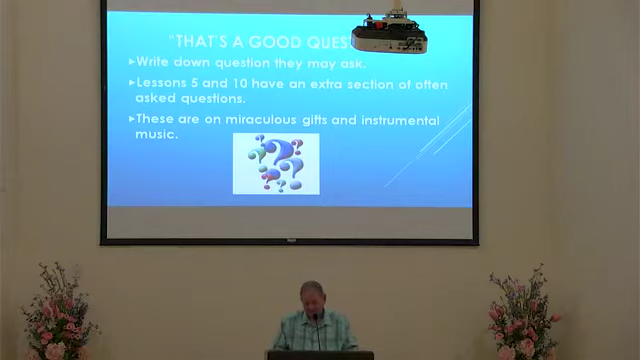 "THAT'S A GOOD QUES
▸Write down question they may ask.
▸Lessons 5 and 10 have an extra section of often
asked questions.
▸These are on miraculous gifts and instrumental
music.